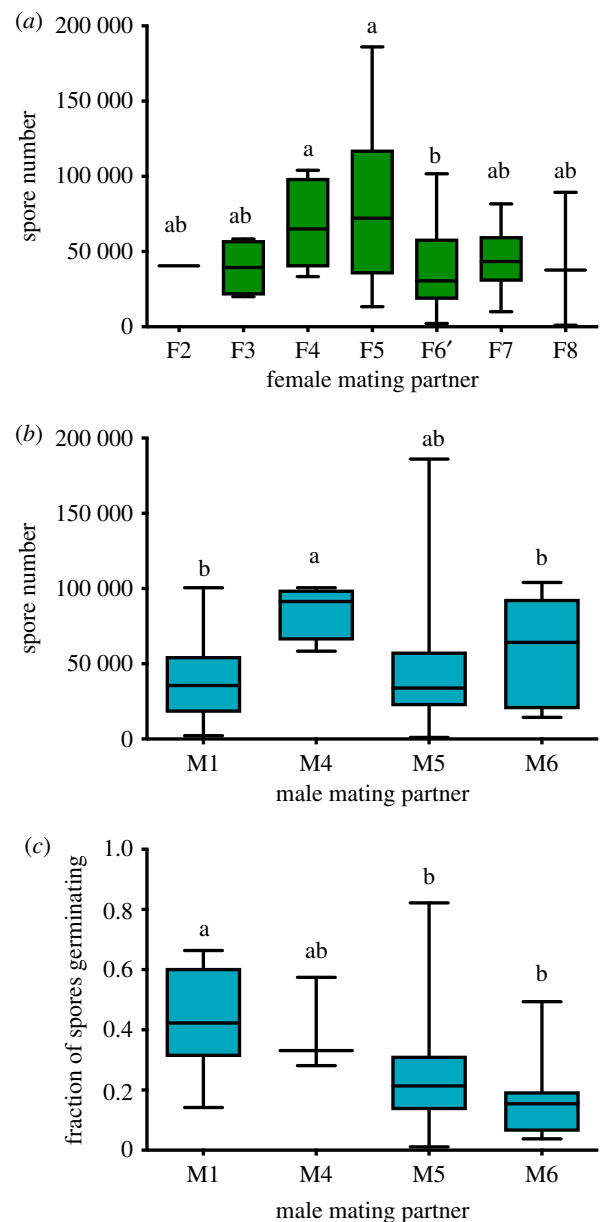 (a)
200 000
150 000
100 000
50 000
0
spore number
ab
ab
a
a
b
ab
ab
F2 F3 F4 F5 F6′ F7 F8
female mating partner
(b)
200 000
150 000
100 000
50 000
0
spore number
b
a
ab
b
M1 M4 M5 M6
male mating partner
(c)
1.0
0.8
0.6
0.4
0.2
0
fraction of spores germinating
a
ab
b
b
M1 M4 M5 M6
male mating partner